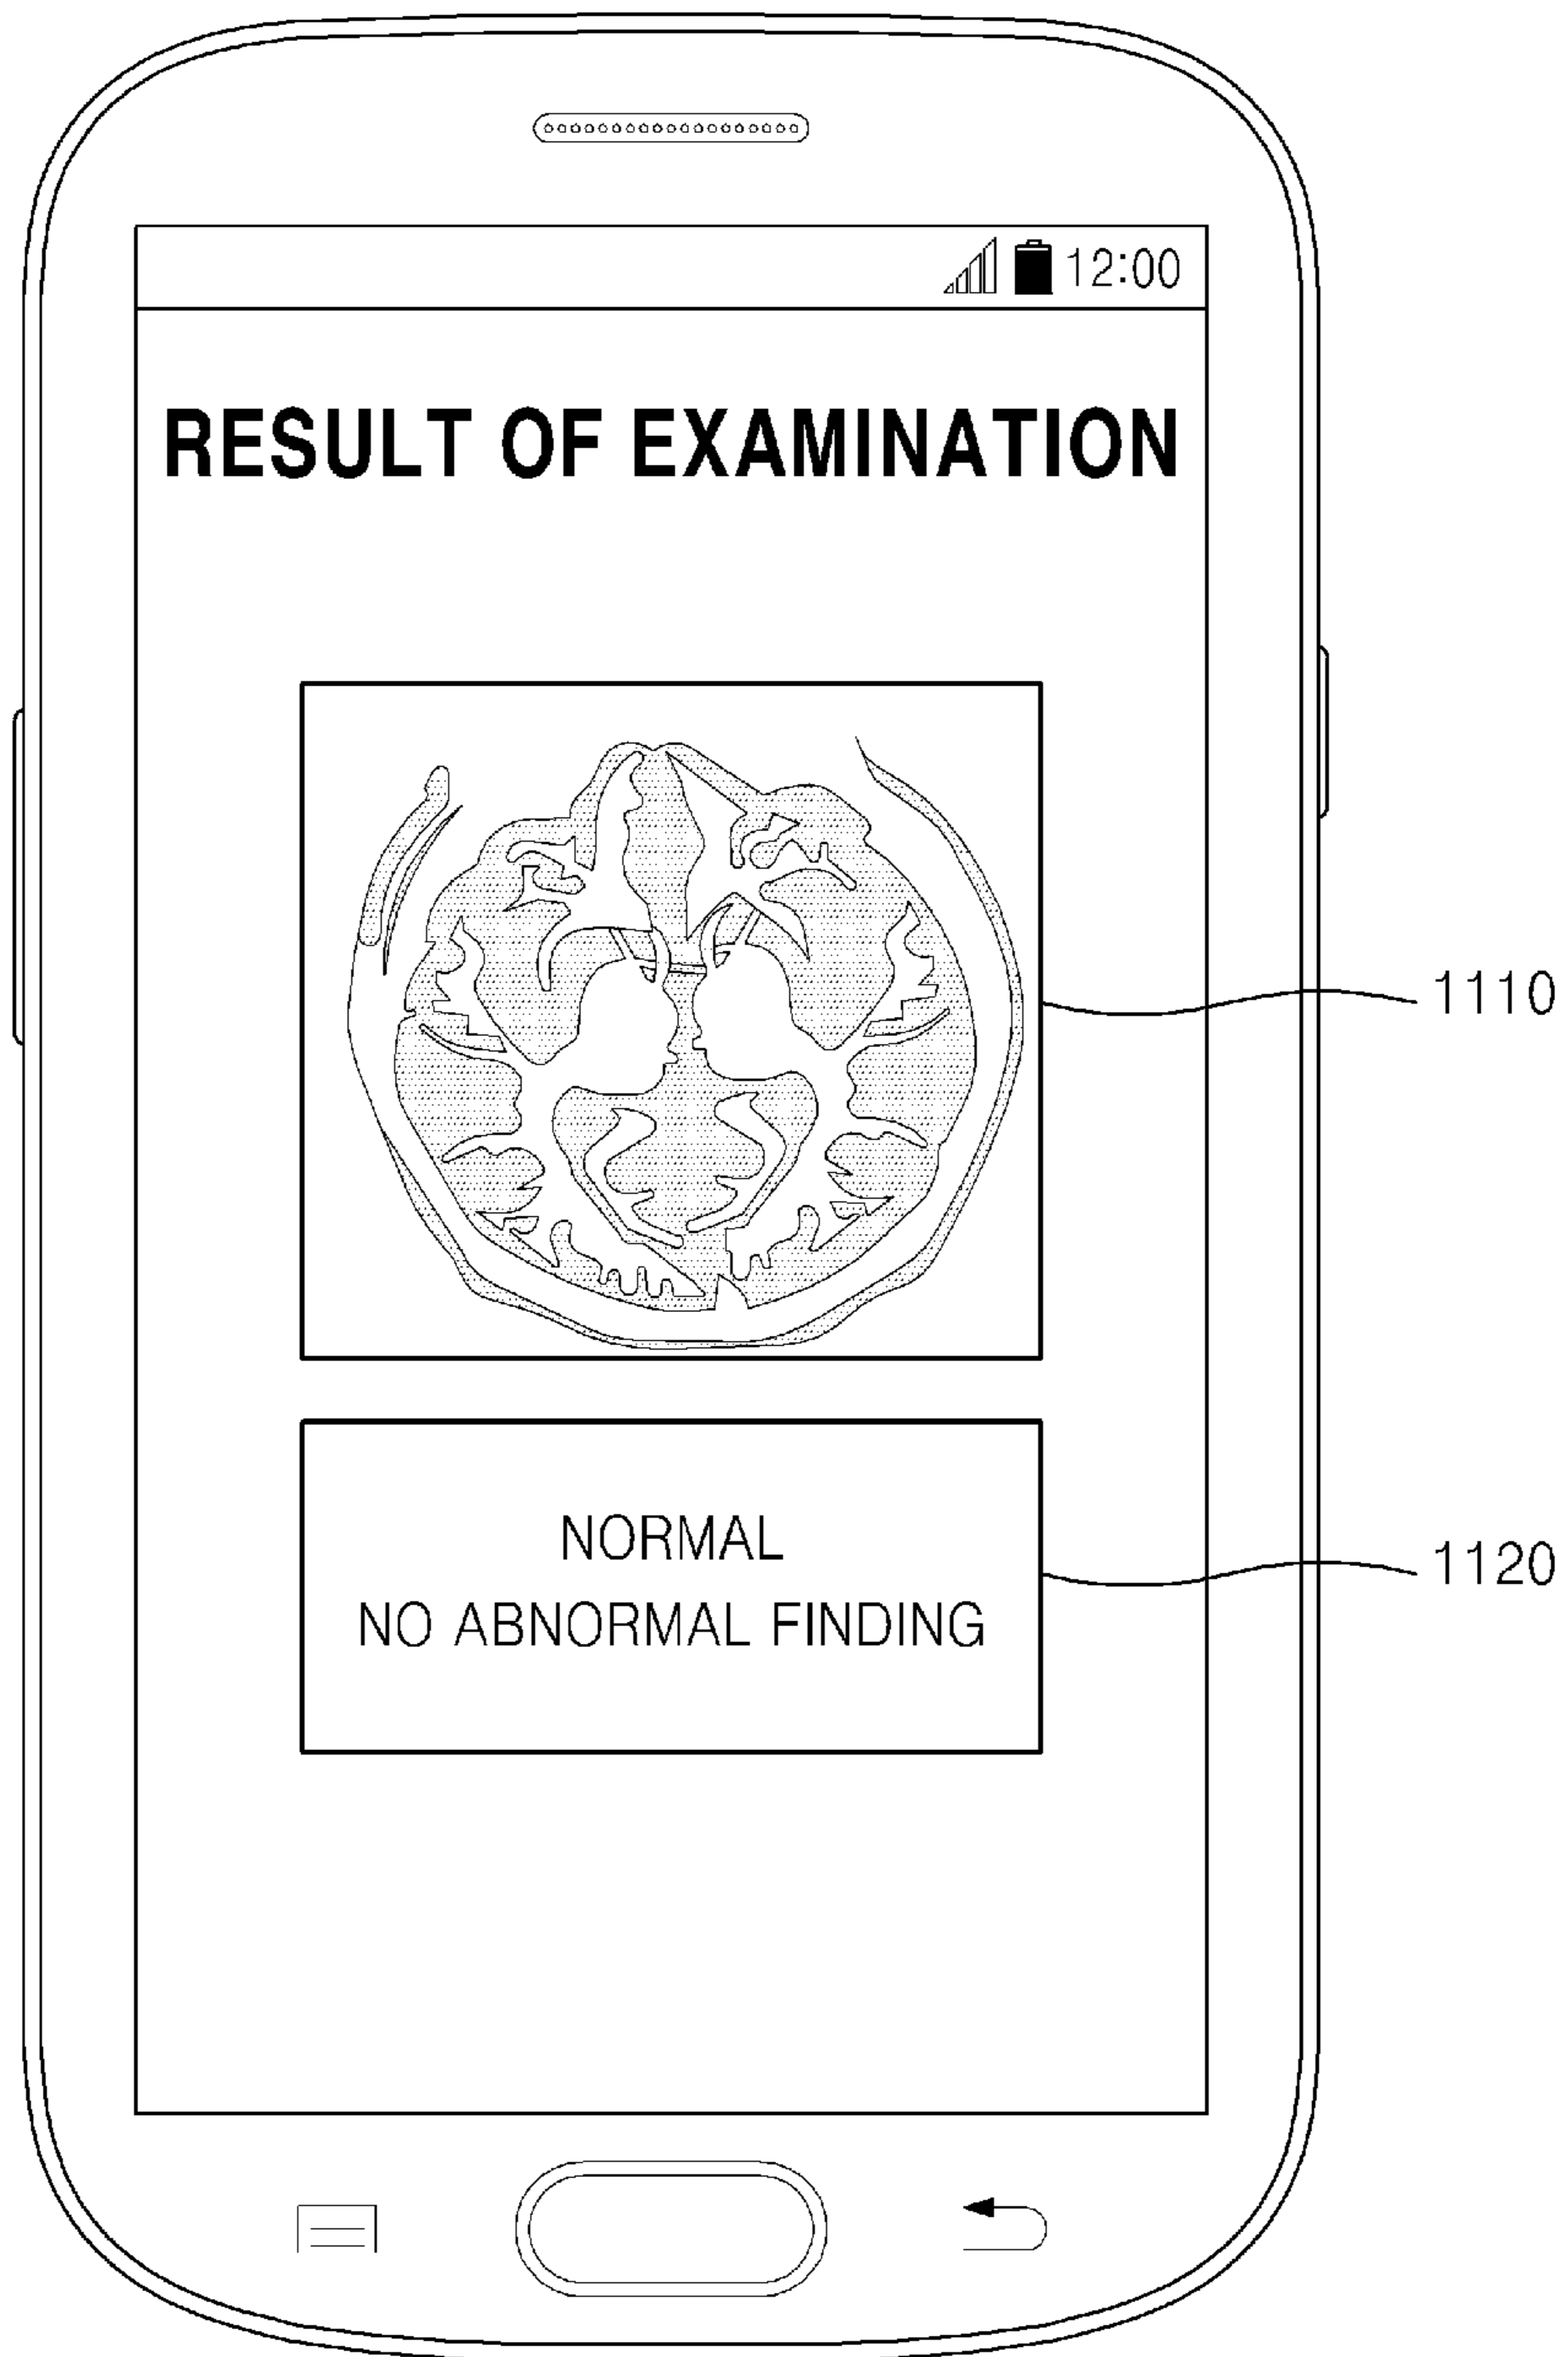 12:00
RESULT OF EXAMINATION
1110
NORMAL
NO ABNORMAL FINDING
1120